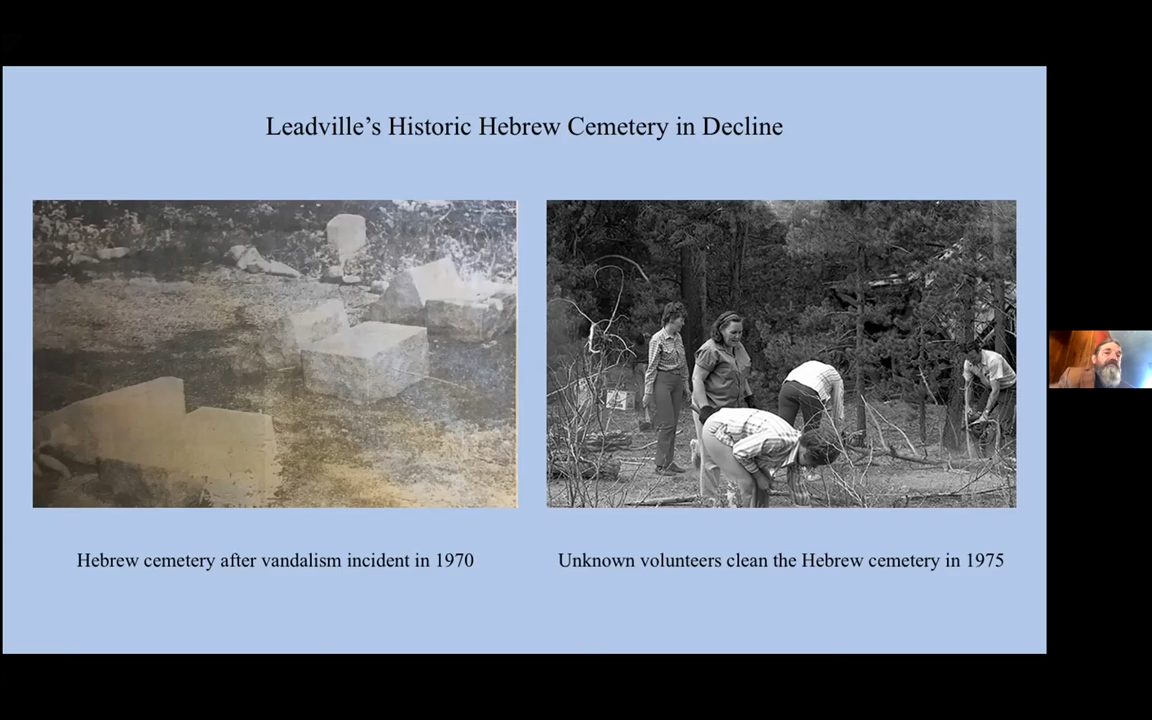 Leadville’s Historic Hebrew Cemetery in Decline
Hebrew cemetery after vandalism incident in 1970
Unknown volunteers clean the Hebrew cemetery in 1975